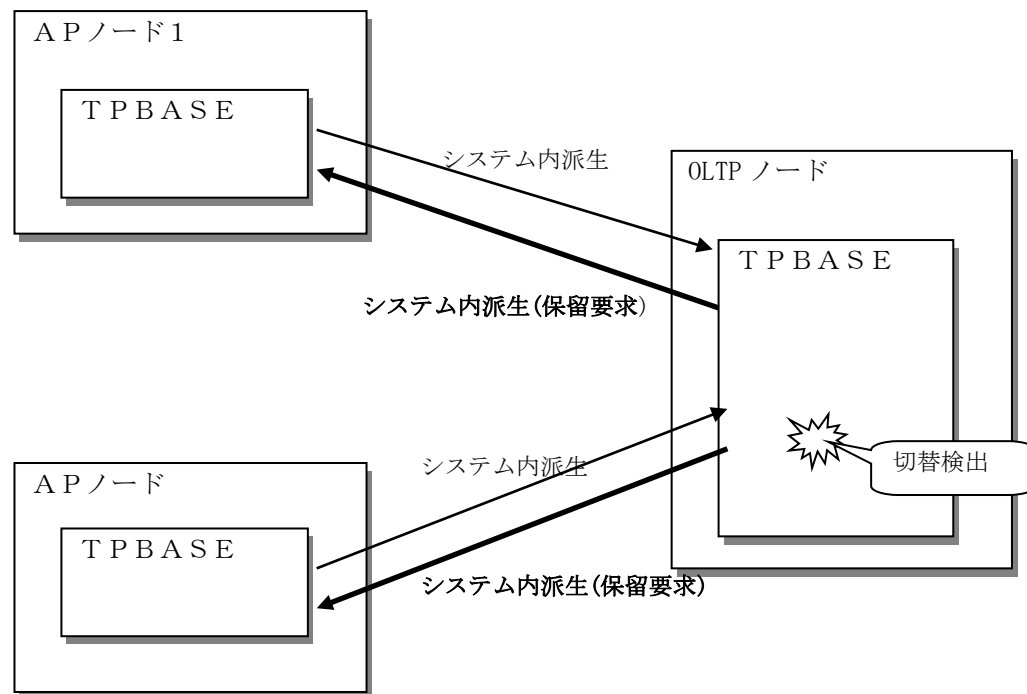 ＡＰノード１
ＴＰＢＡＳＥ
システム内派生
OLTP ノード
ＴＰＢＡＳＥ
システム内派生(保留要求)
切替検出
システム内派生
ＡＰノード
ＴＰＢＡＳＥ
システム内派生(保留要求)